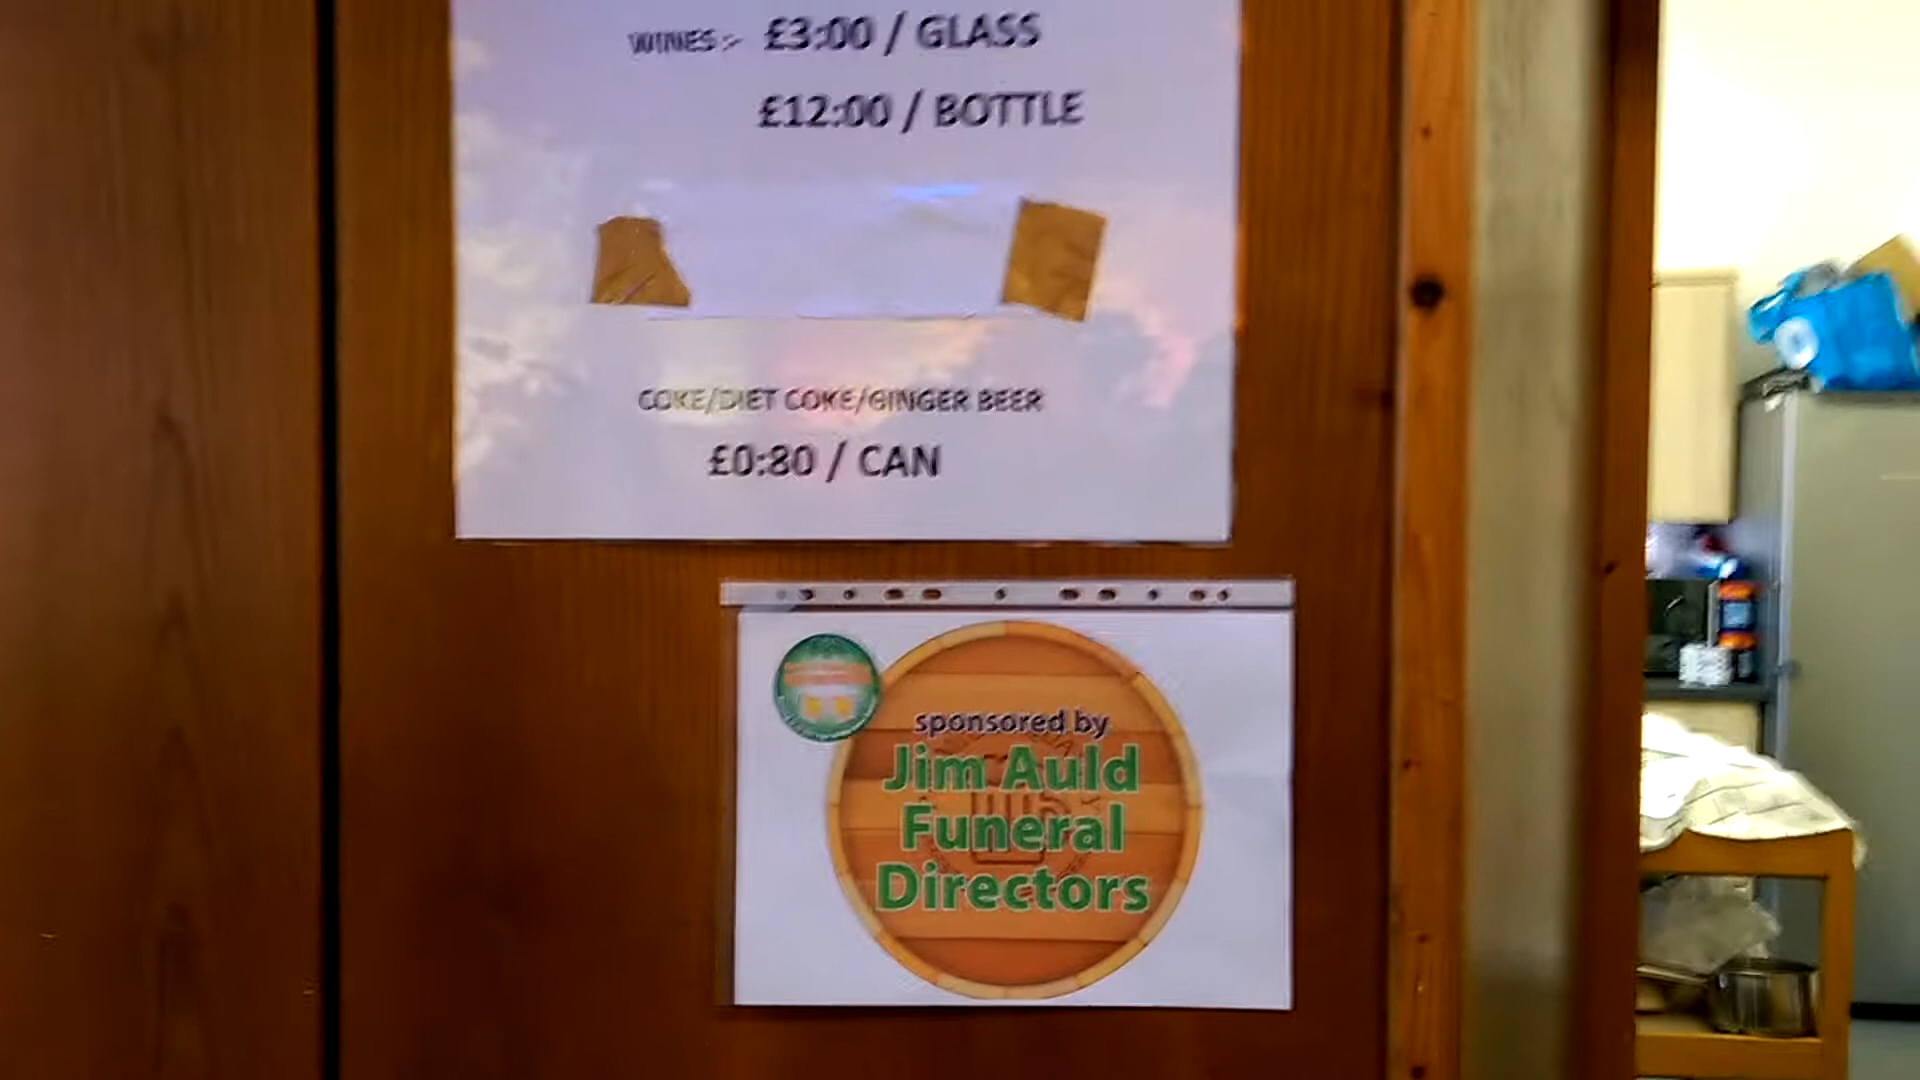 WINES :- £3:00 / GLASS
£12:00 / BOTTLE
COKE/DIET COKE/GINGER BEER
£0:80 / CAN
sponsored by
Jim Auld
Funeral
Directors